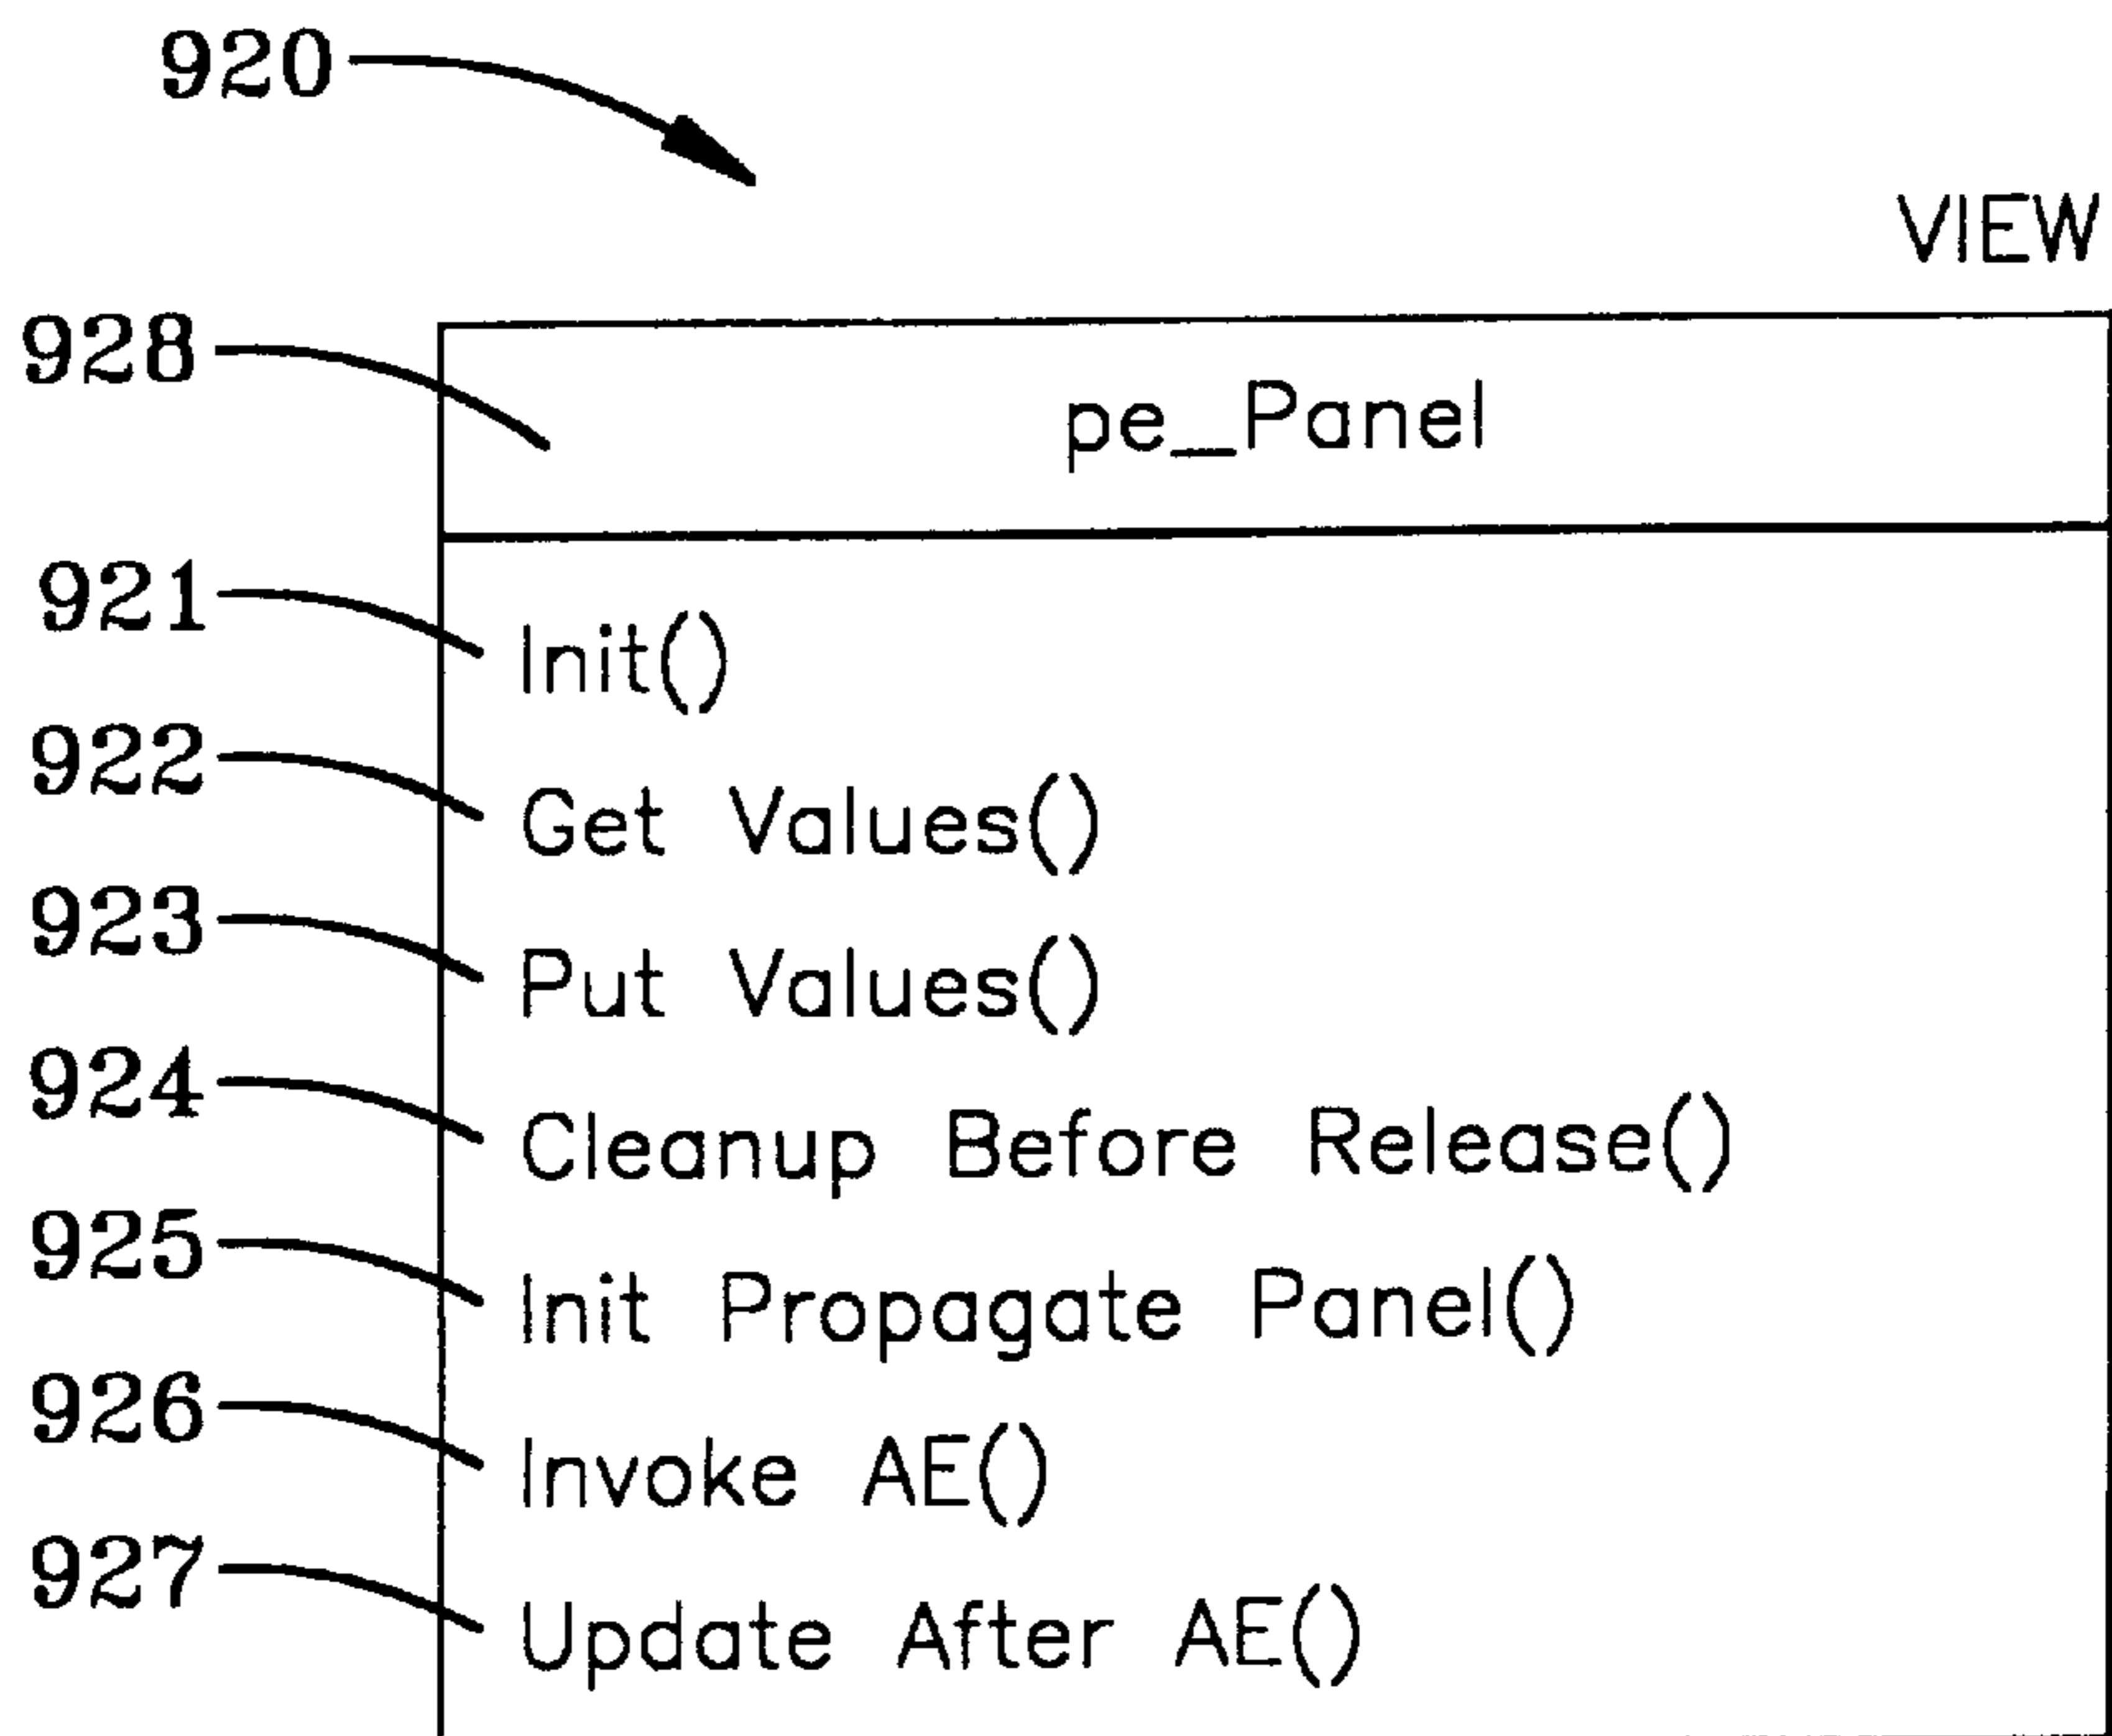 920
VIEW
928 pe_Panel
921 Init()
922 Get Values()
923 Put Values()
924 Cleanup Before Release()
925 Init Propagate Panel()
926 Invoke AE()
927 Update After AE()